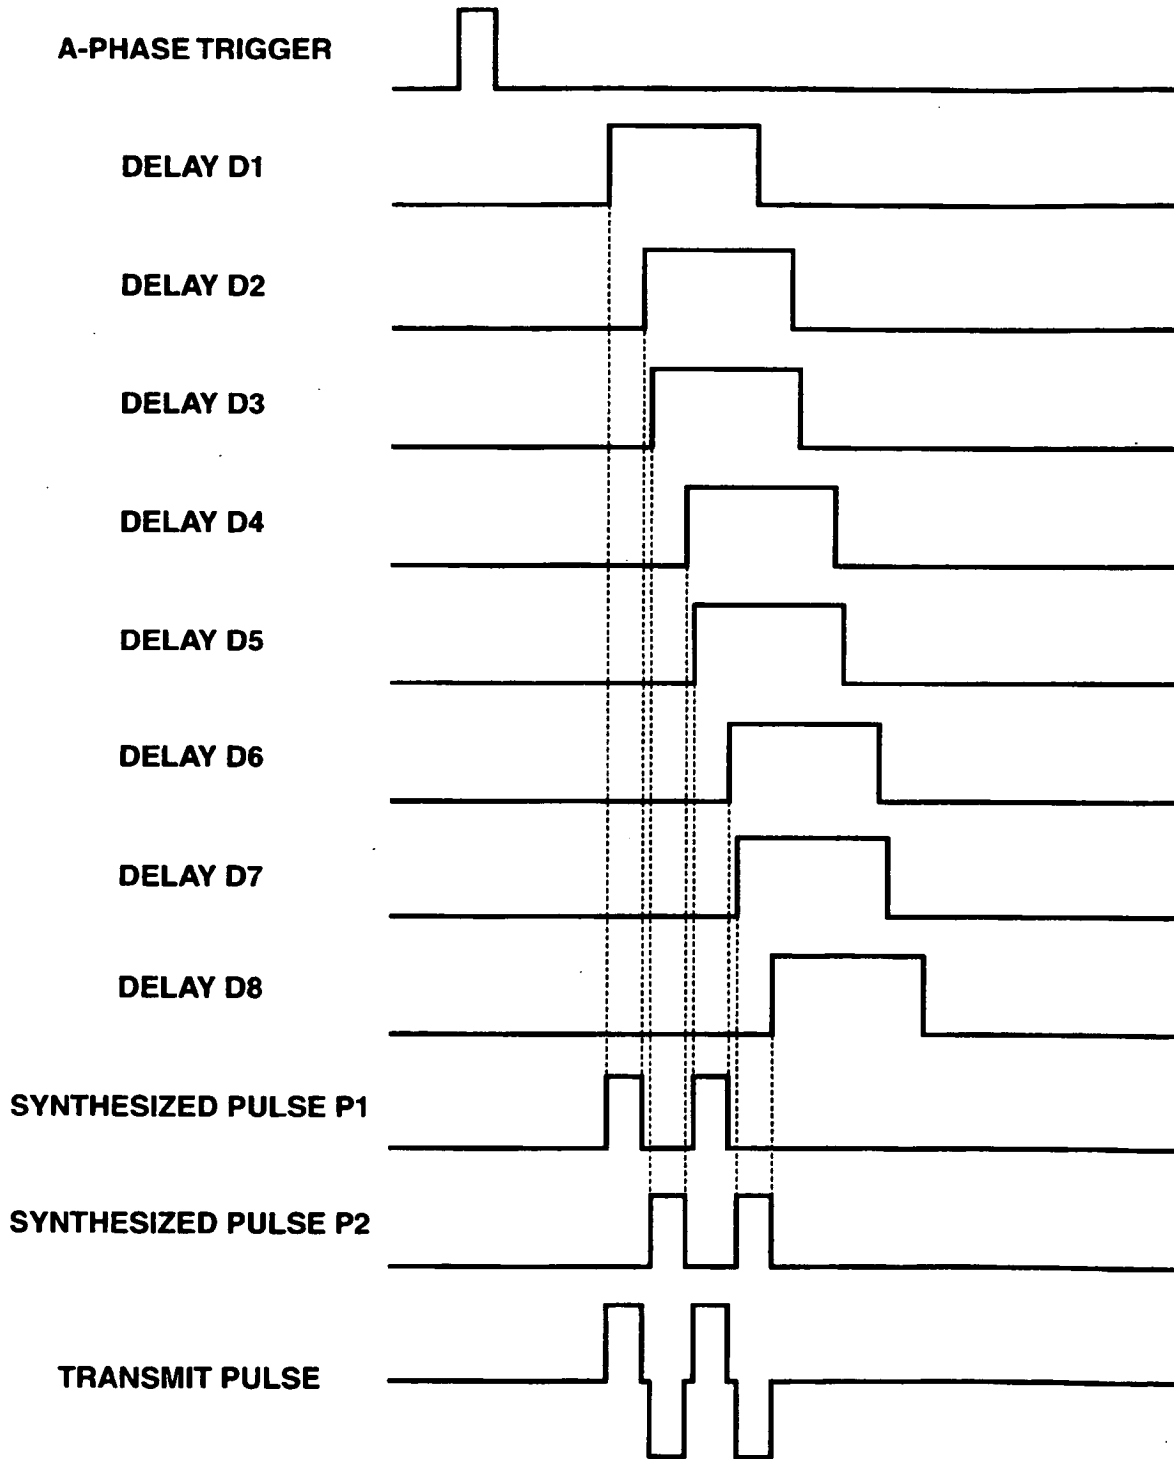 A-PHASE TRIGGER
DELAY D1
DELAY D2
DELAY D3
DELAY D4
DELAY D5
DELAY D6
DELAY D7
DELAY D8
SYNTHESIZED PULSE P1
SYNTHESIZED PULSE P2
TRANSMIT PULSE